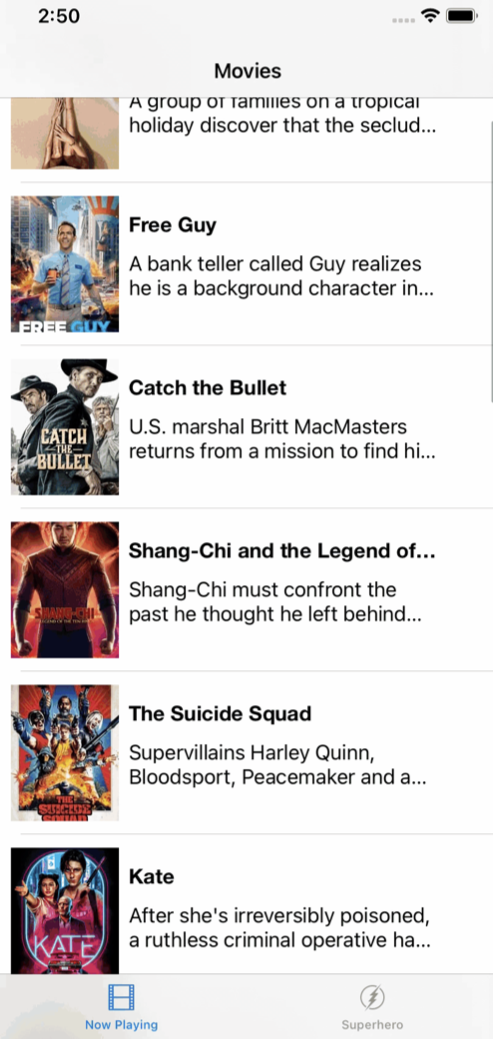 2:50
Movies
A group of families on a tropical
holiday discover that the seclud...
FREE GUY
Free Guy
A bank teller called Guy realizes
he is a background character in...
CATCH
THE
BULLET
Catch the Bullet
U.S. marshal Britt MacMasters
returns from a mission to find hi...
SHANG-CHI
Shang-Chi and the Legend of...
Shang-Chi must confront the
past he thought he left behind...
THE
SUICIDE
SQUAD
The Suicide Squad
Supervillains Harley Quinn,
Bloodsport, Peacemaker and a...
KATE
Kate
After she's irreversibly poisoned,
a ruthless criminal operative ha...
Now Playing
Superhero